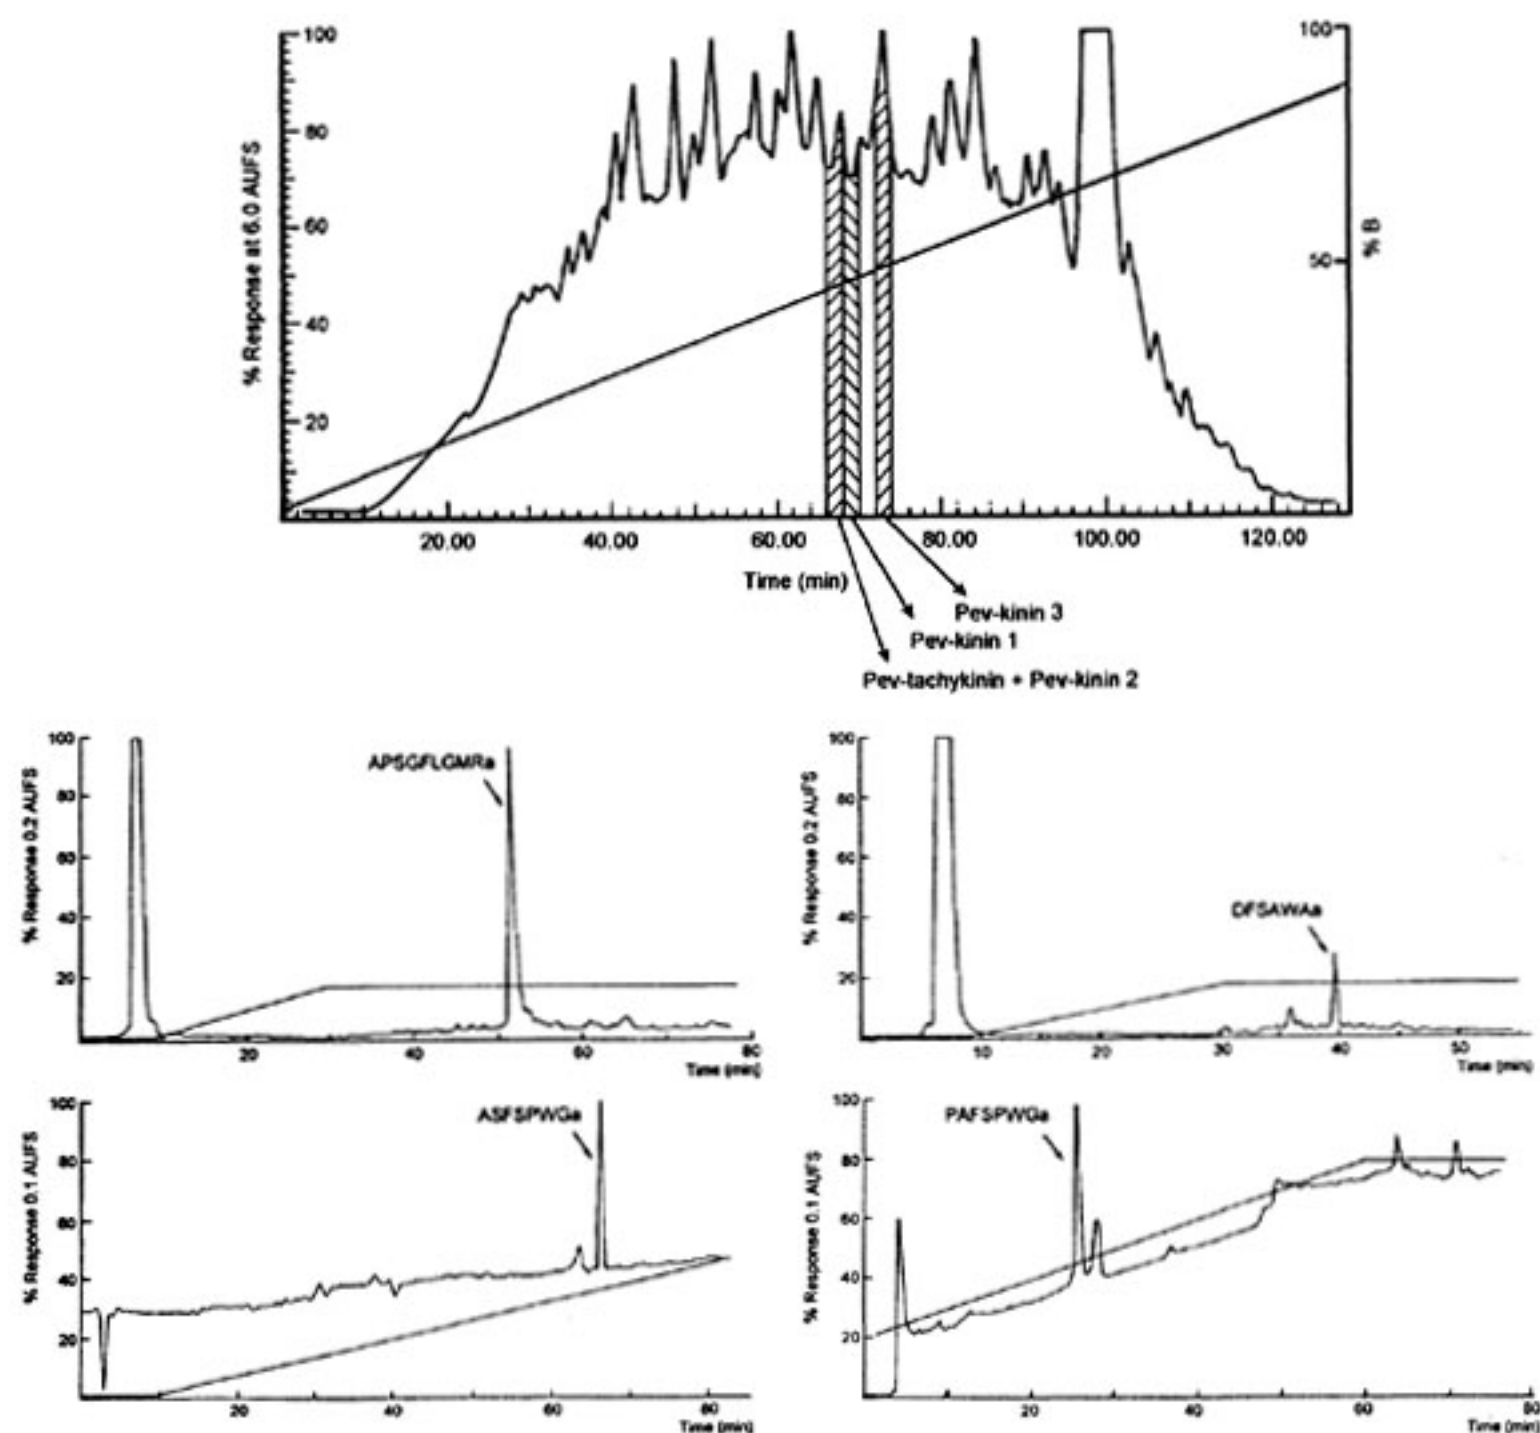 100
80
60
40
20
% Response at 6.0 AUFS
100
50
% B
20.00 40.00 60.00 80.00 100.00 120.00
Time (min)
Pev-kinin 3
Pev-kinin 1
Pev-tachykinin + Pev-kinin 2
100
80
60
40
20
% Response 0.2 AUFS
APSGFLGMRa
20 40 60 80
Time (min)
100
80
60
40
20
% Response 0.2 AUFS
DFSAWAa
10 20 30 40 50
Time (min)
100
80
60
40
20
% Response 0.1 AUFS
ASFSPWGa
20 40 60 80
Time (min)
100
80
60
40
20
% Response 0.1 AUFS
PAFSPWGa
20 40 60 80
Time (min)